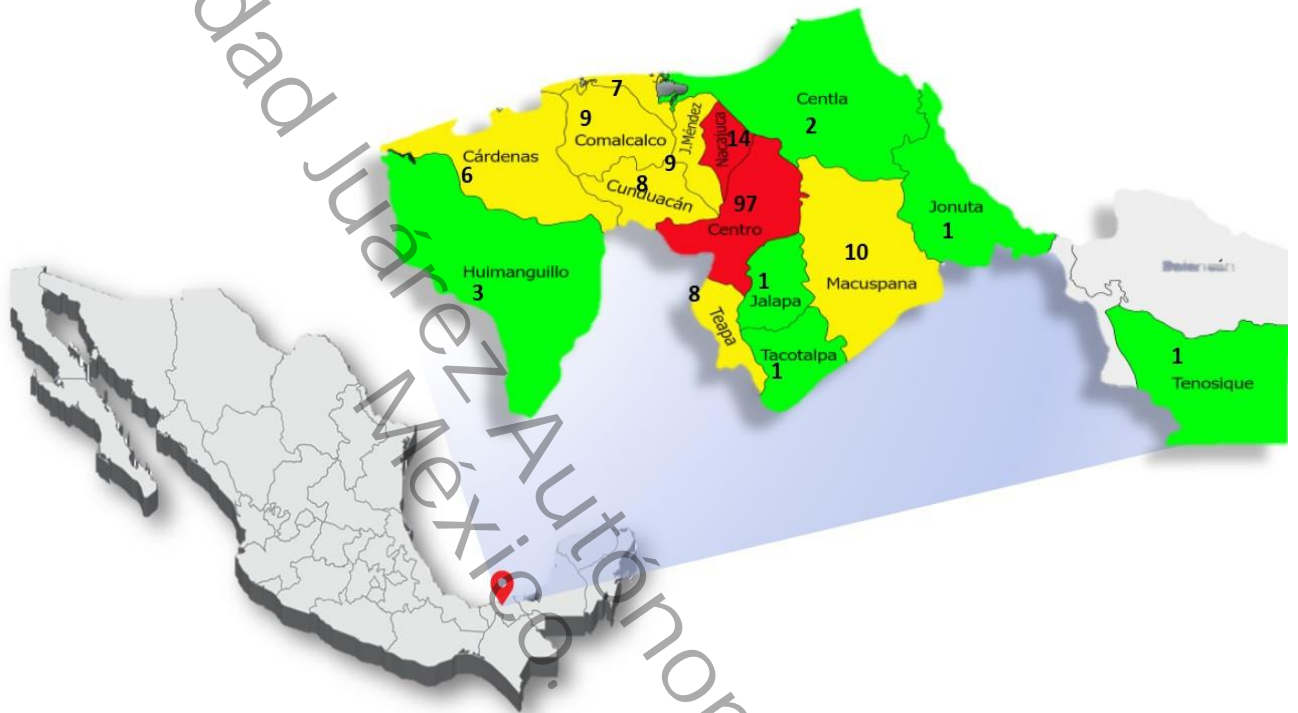 7
9
Comalcalco
Cárdenas
6
J.Méndez
9
8
Cunduacán
Nacajuca
14
97
Centro
Centla
2
Jonuta
1
10
Macuspana
Huimanguillo
3
8
Teapa
1
Jalapa
Tacotalpa
1
1
Tenosique
dad Juárez Autónom
México.